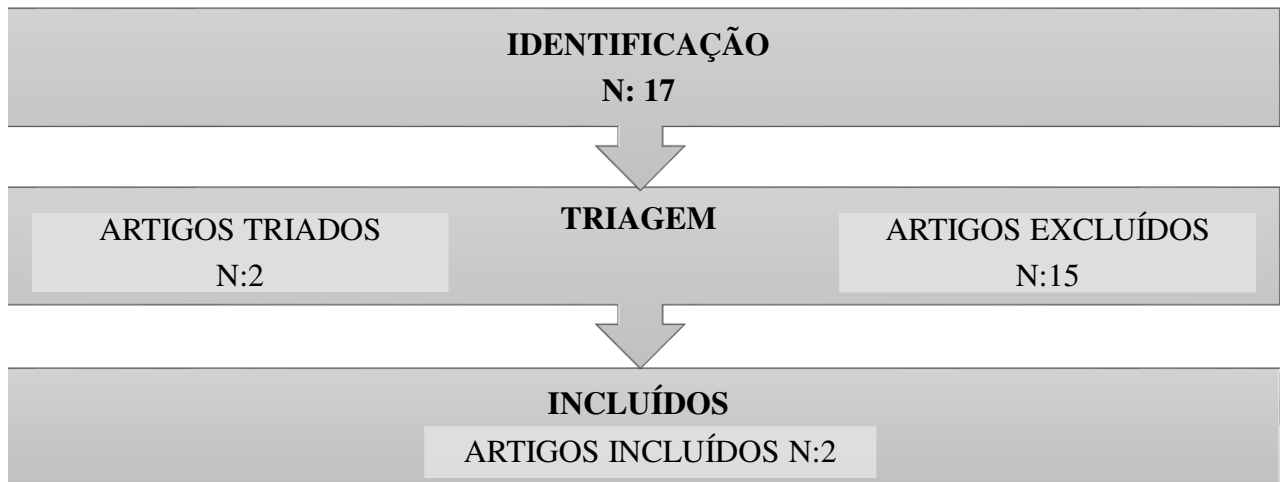 IDENTIFICAÇÃO
N: 17
TRIAGEM
ARTIGOS TRIADOS
N:2
ARTIGOS EXCLUÍDOS
N:15
INCLUÍDOS
ARTIGOS INCLUÍDOS N:2